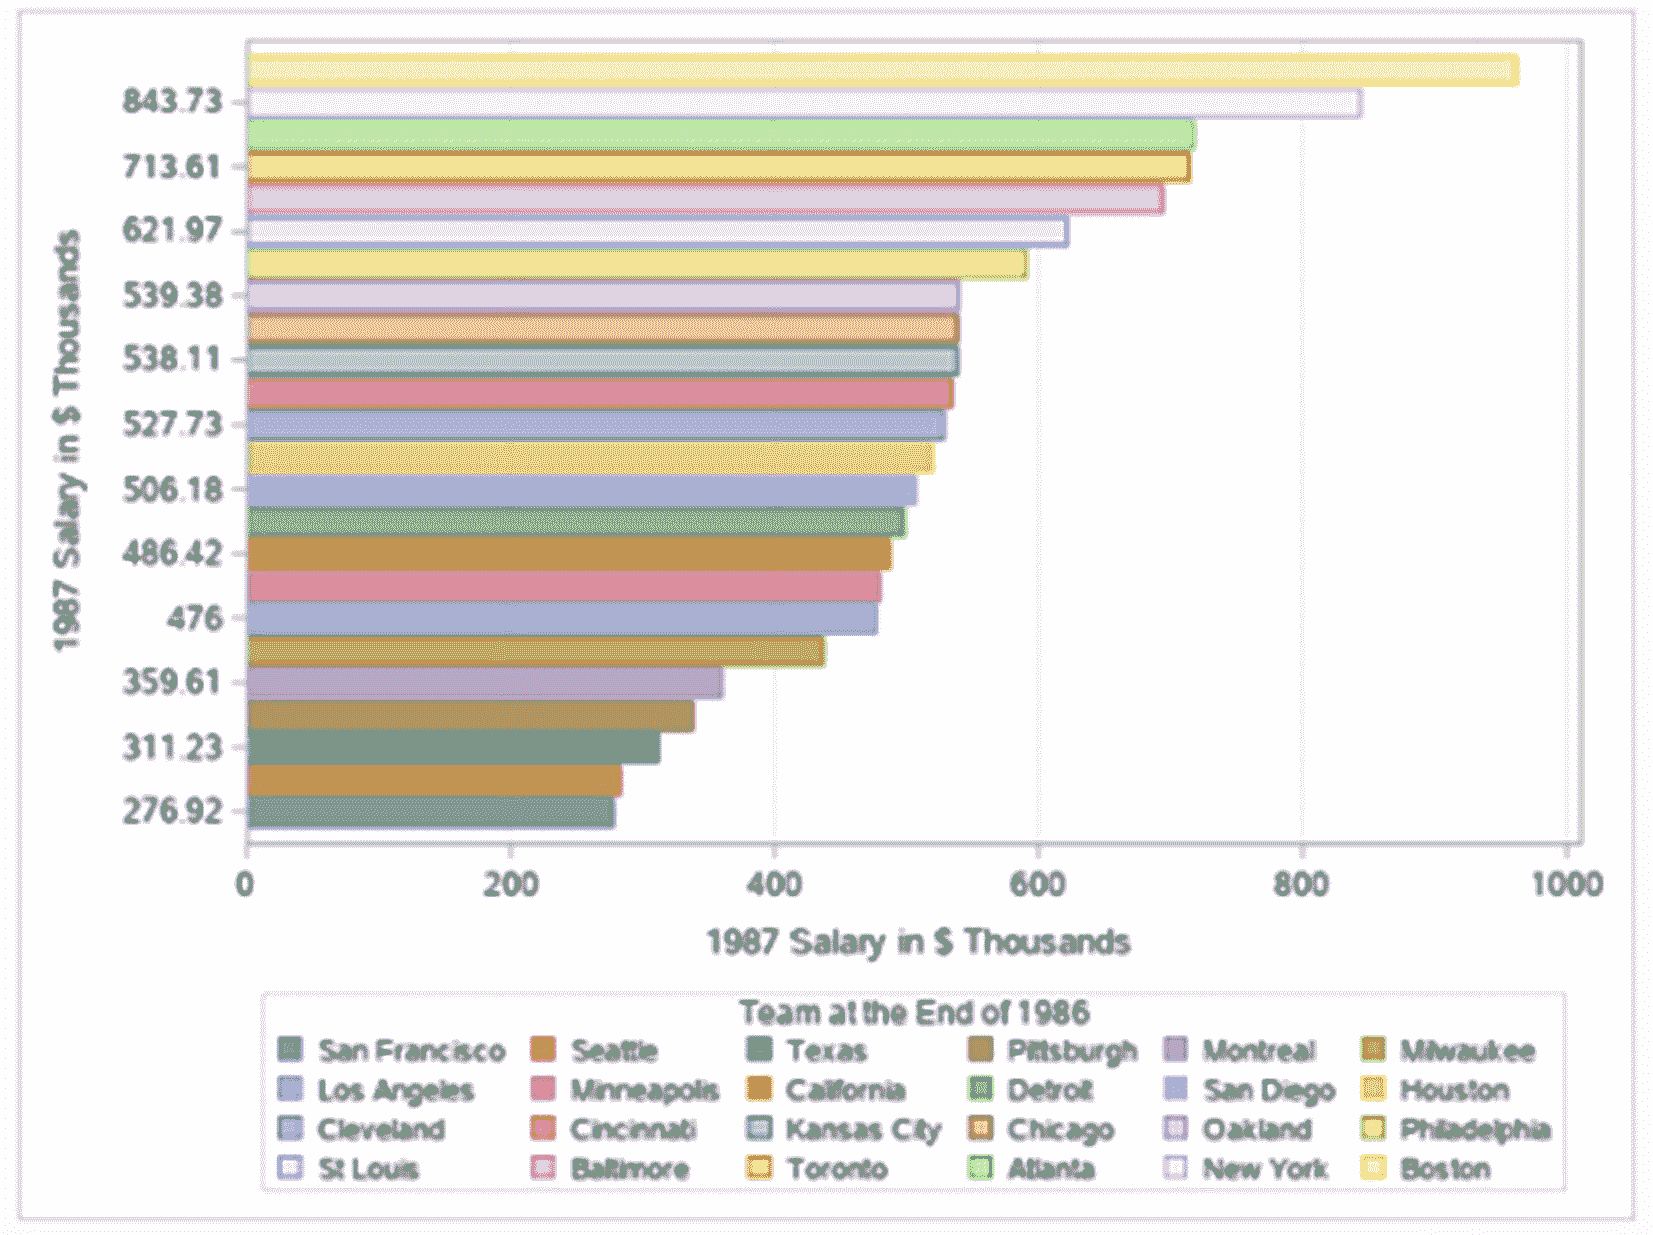 843.73
713.61
621.97
539.38
538.11
527.73
506.18
486.42
476
359.61
311.23
276.92
1987 Salary in $ Thousands
0 200 400 600 800 1000
1987 Salary in $ Thousands
Team at the End of 1986
San Francisco Seattle Texas Pittsburgh Montreal Milwaukee
Los Angeles Minneapolis California Detroit San Diego Houston
Cleveland Cincinnati Kansas City Chicago Oakland Philadelphia
St Louis Baltimore Toronto Atlanta New York Boston